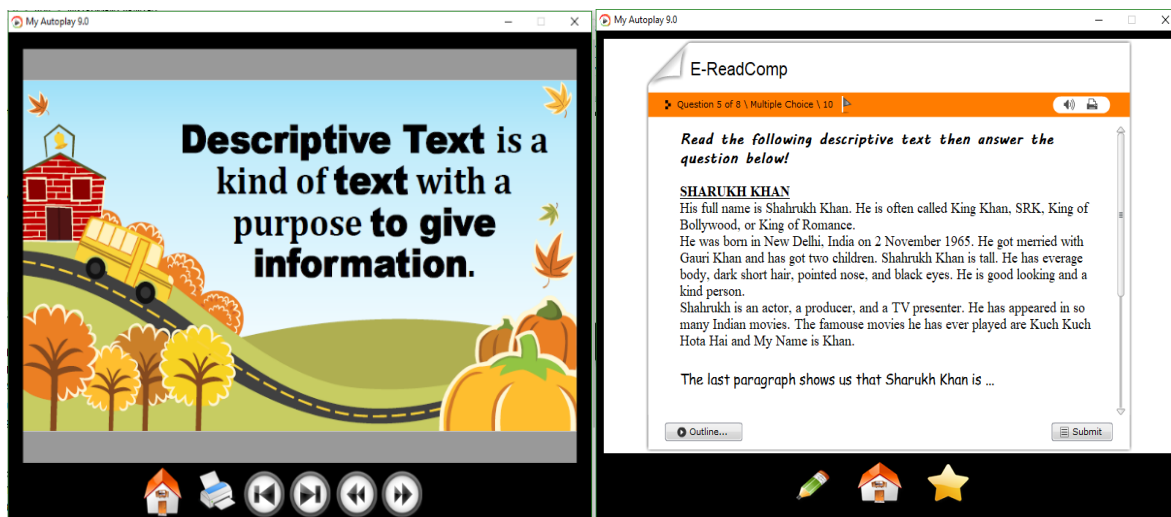 My Autoplay 9.0
Descriptive Text is a
kind of text with a
purpose to give
information.
My Autoplay 9.0
E-ReadComp
Question 5 of 8 \ Multiple Choice \ 10
Read the following descriptive text then answer the
question below!
SHARUKH KHAN
His full name is Shahrukh Khan. He is often called King Khan, SRK, King of
Bollywood, or King of Romance.
He was born in New Delhi, India on 2 November 1965. He got merried with
Gauri Khan and has got two children. Shahrukh Khan is tall. He has everage
body, dark short hair, pointed nose, and black eyes. He is good looking and a
kind person.
Shahrukh is an actor, a producer, and a TV presenter. He has appeared in so
many Indian movies. The famouse movies he has ever played are Kuch Kuch
Hota Hai and My Name is Khan.
The last paragraph shows us that Sharukh Khan is ...
Outline...
Submit